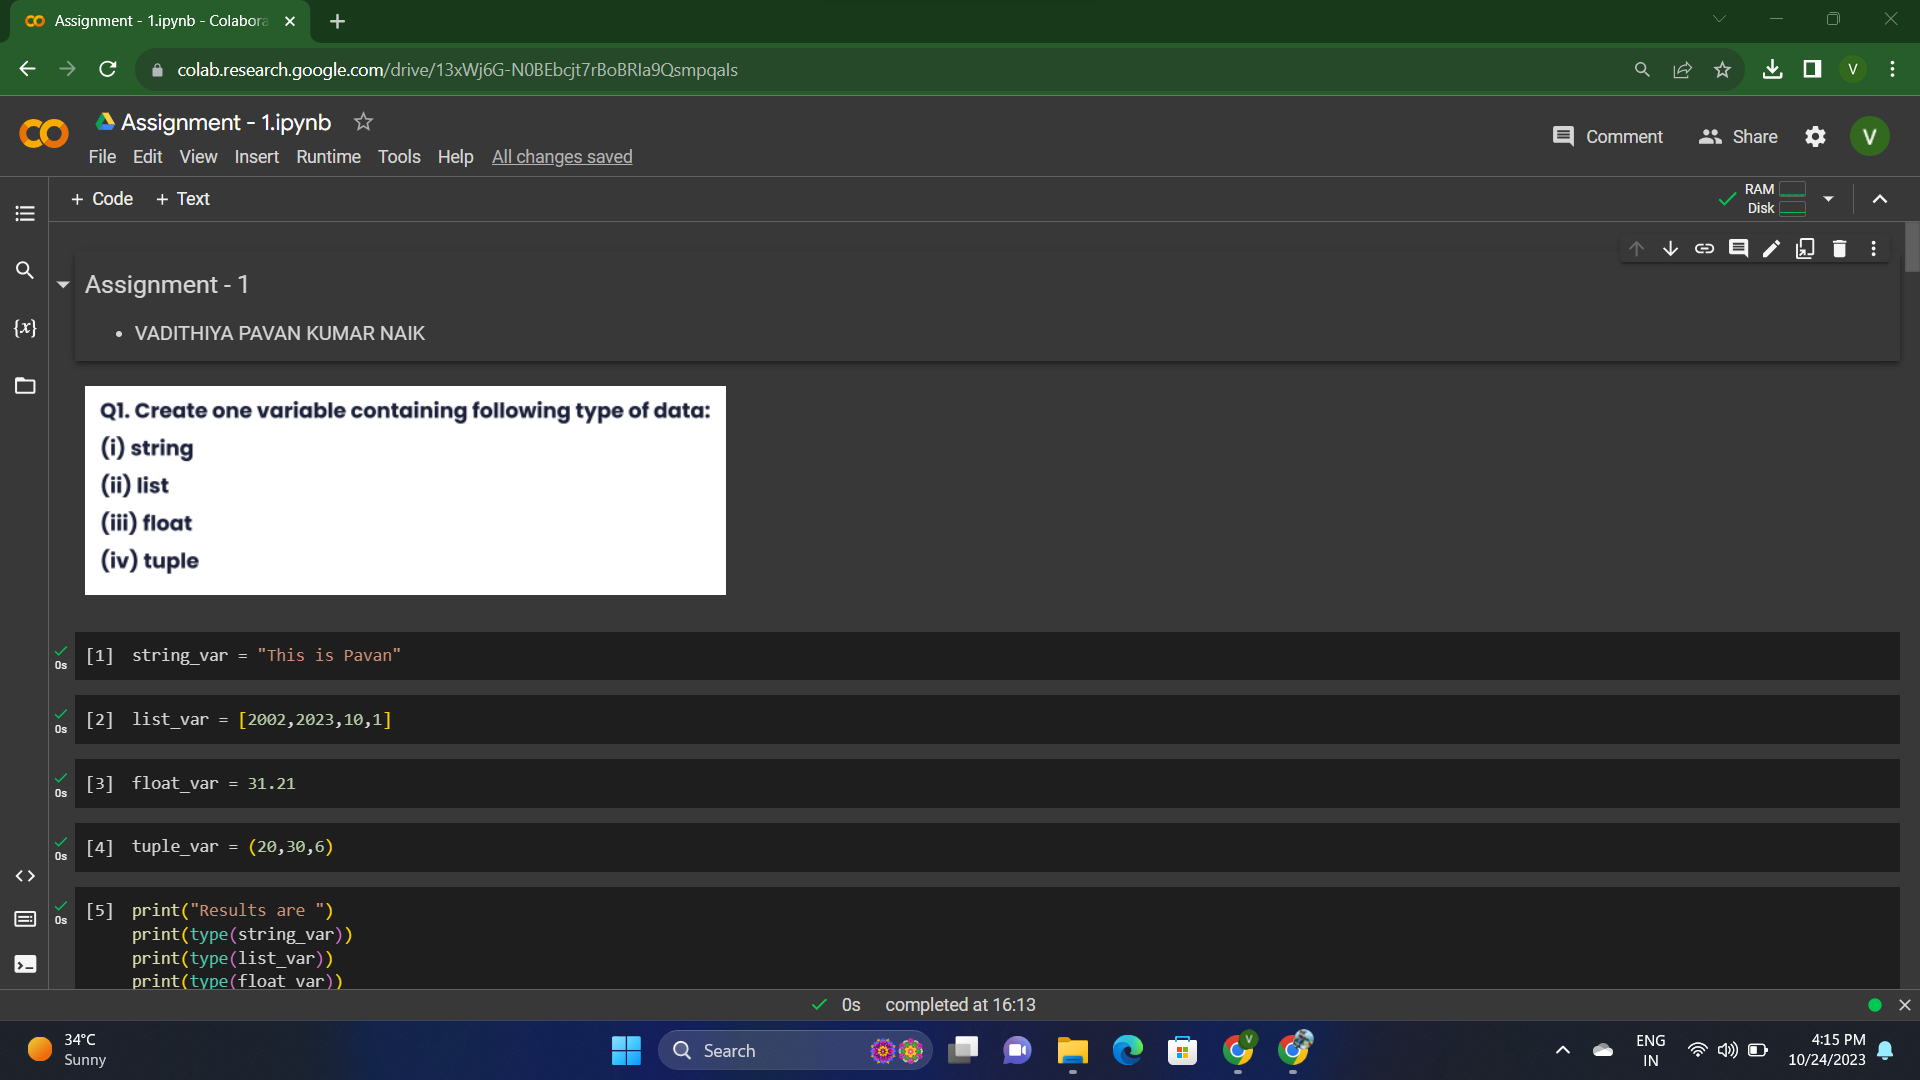 Assignment - 1.ipynb - Colabora
colab.research.google.com/drive/13xWj6G-N0BEbcjt7rBoBRIa9Qsmpqals
V
Assignment - 1.ipynb
File Edit View Insert Runtime Tools Help All changes saved
Comment Share V
+ Code + Text
RAM
Disk
Assignment - 1
• VADITHIYA PAVAN KUMAR NAIK
{x}
Q1. Create one variable containing following type of data:
(i) string
(ii) list
(iii) float
(iv) tuple
0s [1] string_var = "This is Pavan"
0s [2] list_var = [2002,2023,10,1]
0s [3] float_var = 31.21
0s [4] tuple_var = (20,30,6)
0s [5] print("Results are ")
print(type(string_var))
print(type(list_var))
print(type(float_var))
0s completed at 16:13
34°C
Sunny
Search
V
ENG
IN
4:15 PM
10/24/2023